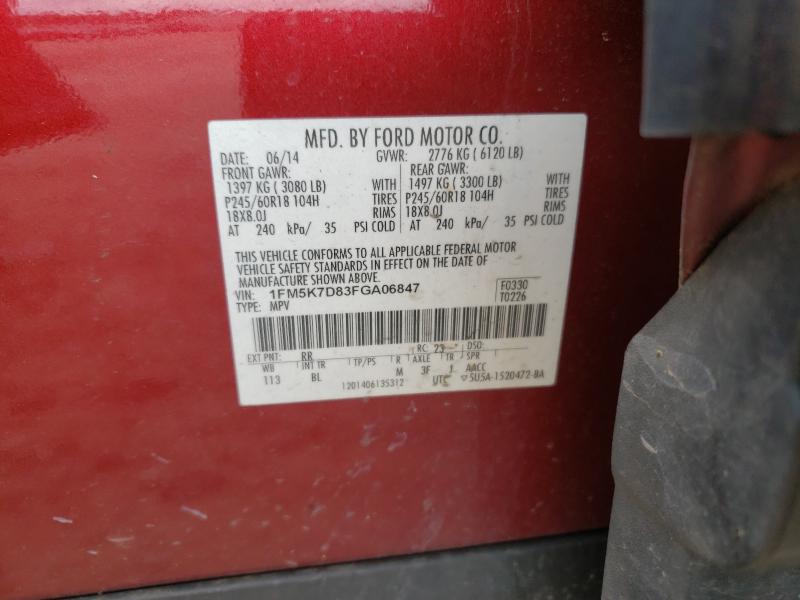 MFD. BY FORD MOTOR CO.
DATE: 06/14 GVWR: 2776 KG ( 6120 LB)
FRONT GAWR: REAR GAWR:
1397 KG ( 3080 LB) WITH 1497 KG ( 3300 LB) WITH
P245/60R18 104H TIRES P245/60R18 104H TIRES
18X8.0J RIMS 18X8.0J RIMS
AT 240 kPa/ 35 PSI COLD AT 240 kPa/ 35 PSI COLD
THIS VEHICLE CONFORMS TO ALL APPLICABLE FEDERAL MOTOR
VEHICLE SAFETY STANDARDS IN EFFECT ON THE DATE OF
MANUFACTURE SHOWN ABOVE.
VIN: 1FM5K7D83FGA06847 F0330
TYPE: MPV T0226
EXT PNT: RR RC: 23 DSO:
WB INT TR TP/PS R AXLE TR SPR
113 BL M 3F 1 AACC
1201406135312 UTC 5U5A-1520472-BA